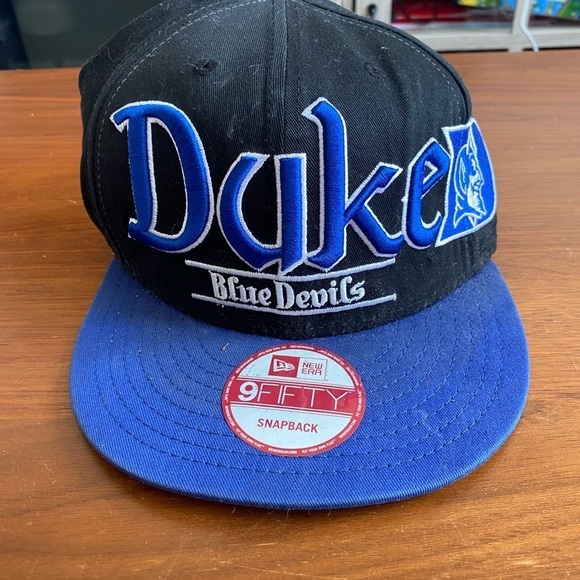 Duke
Blue Devils
NEW ERA
9FIFTY
SNAPBACK